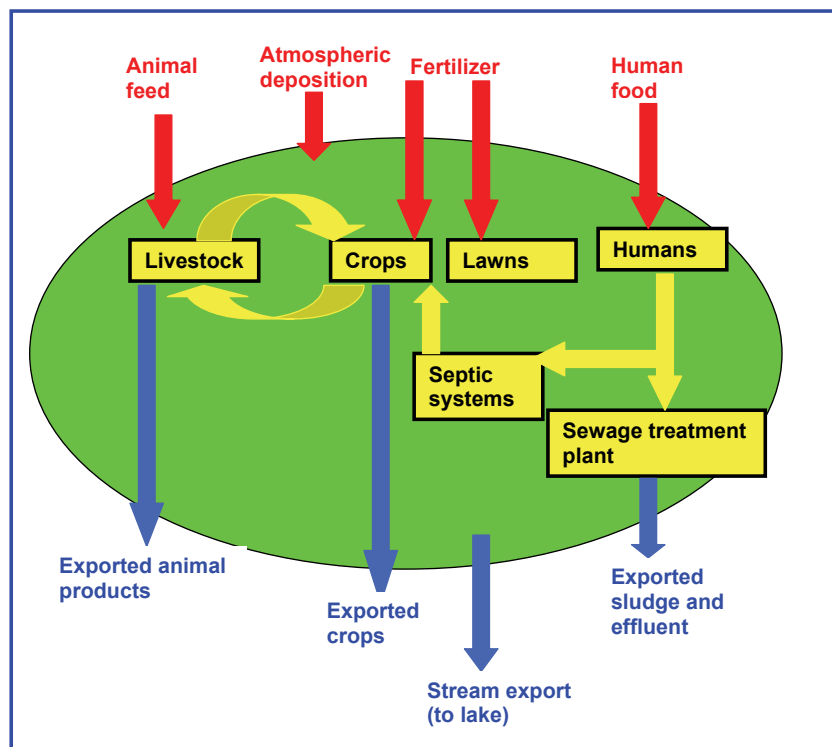 Animal
feed
Atmospheric
deposition
Fertilizer
Human
food
Livestock
Crops
Lawns
Humans
Septic
systems
Sewage treatment
plant
Exported animal
products
Exported
crops
Stream export
(to lake)
Exported
sludge and
effluent